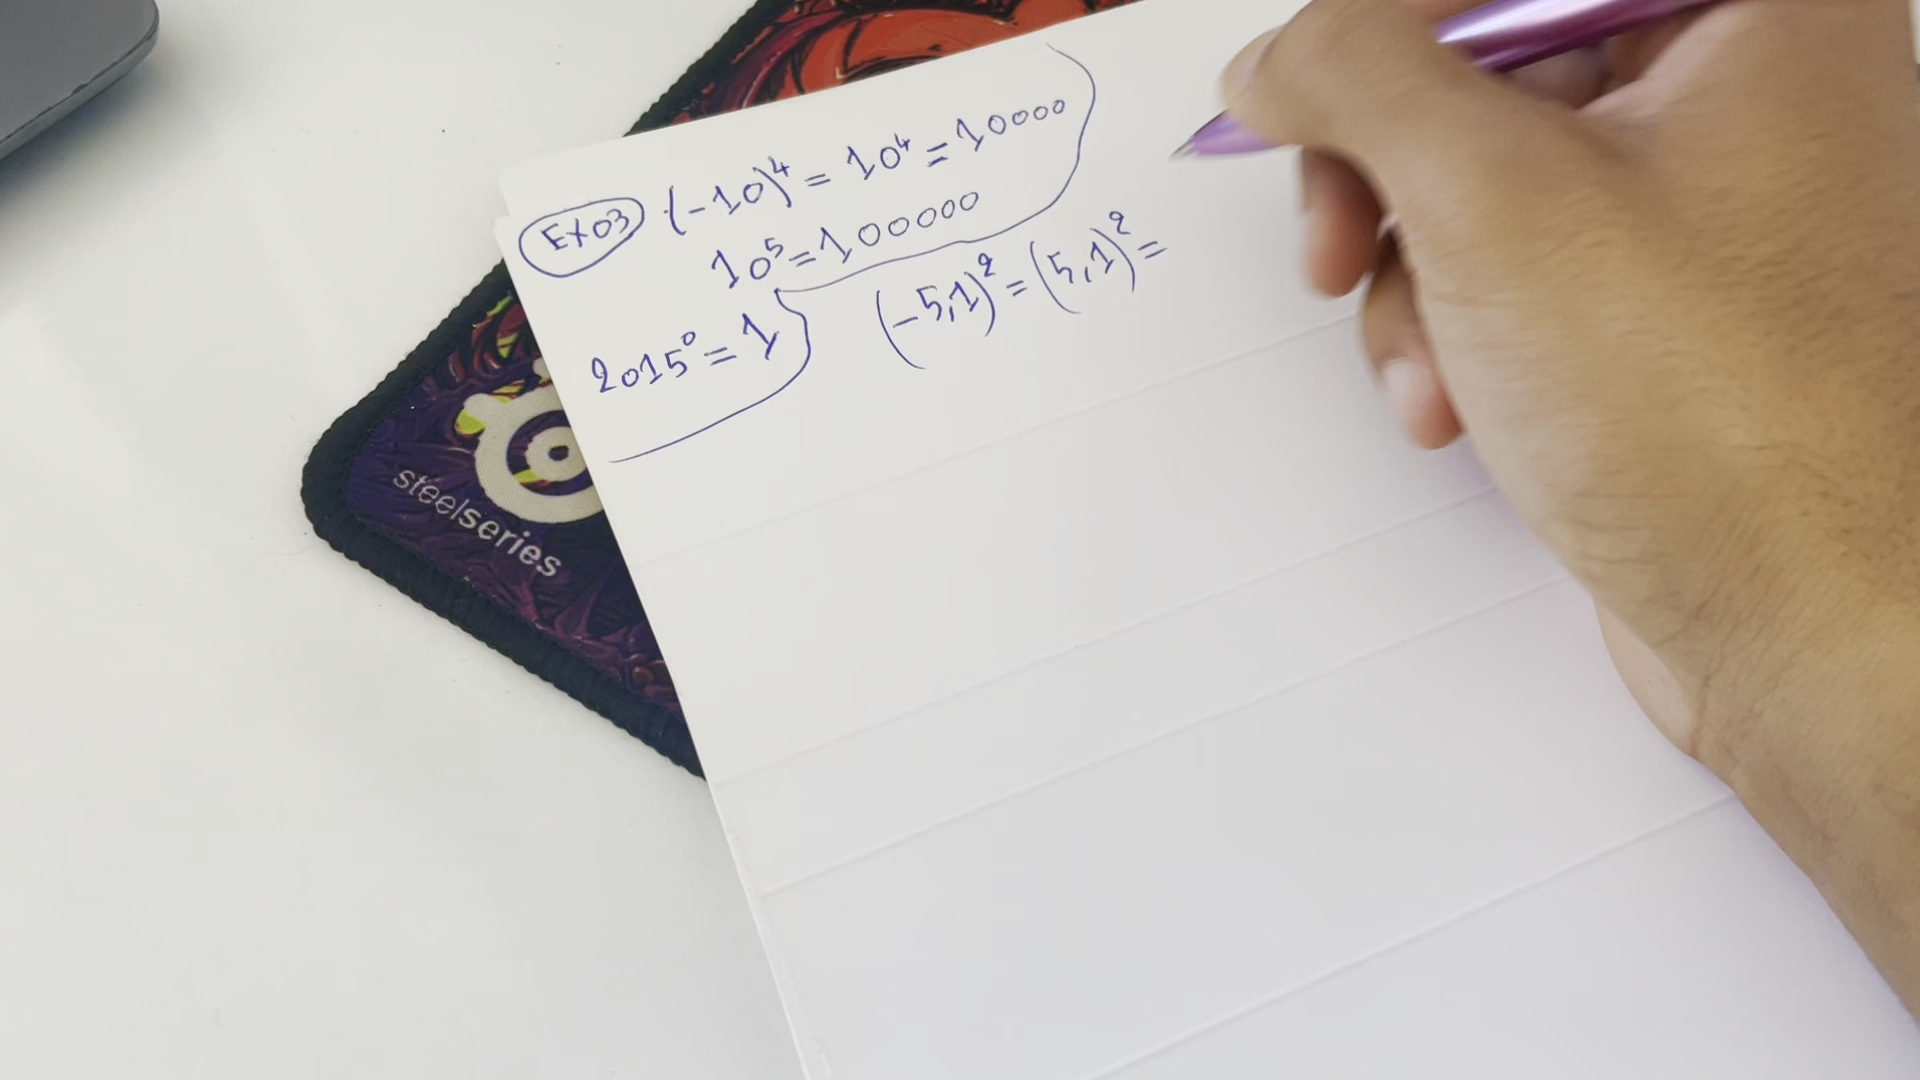 Ex03 (-10)⁴ = 10⁴ = 10000
10⁵ = 100000
2015⁰ = 1
(-5,1)² = (5,1)² =
steelseries